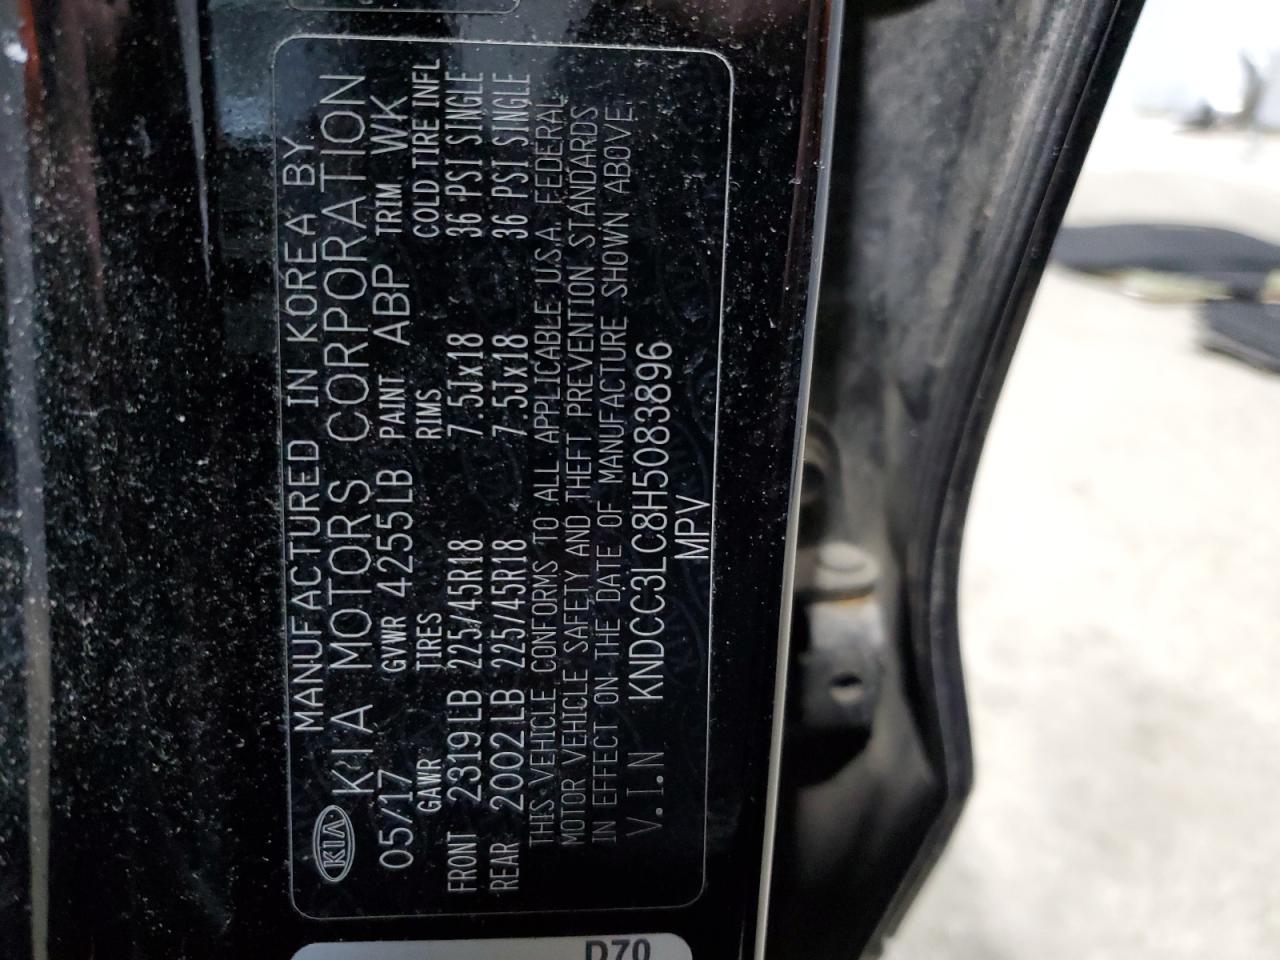 KIA MANUFACTURED IN KOREA BY
KIA MOTORS CORPORATION
05/17 GVWR 4255LB PAINT ABP TRIM WK
GAWR TIRES RIMS COLD TIRE INFL
FRONT 2319LB 225/45R18 7.5Jx18 36 PSI SINGLE
REAR 2002LB 225/45R18 7.5Jx18 36 PSI SINGLE
THIS VEHICLE CONFORMS TO ALL APPLICABLE U.S.A. FEDERAL
MOTOR VEHICLE SAFETY AND THEFT PREVENTION STANDARDS
IN EFFECT ON THE DATE OF MANUFACTURE SHOWN ABOVE.
V.I.N KNDCC3LC8H5083896
MPV
D70